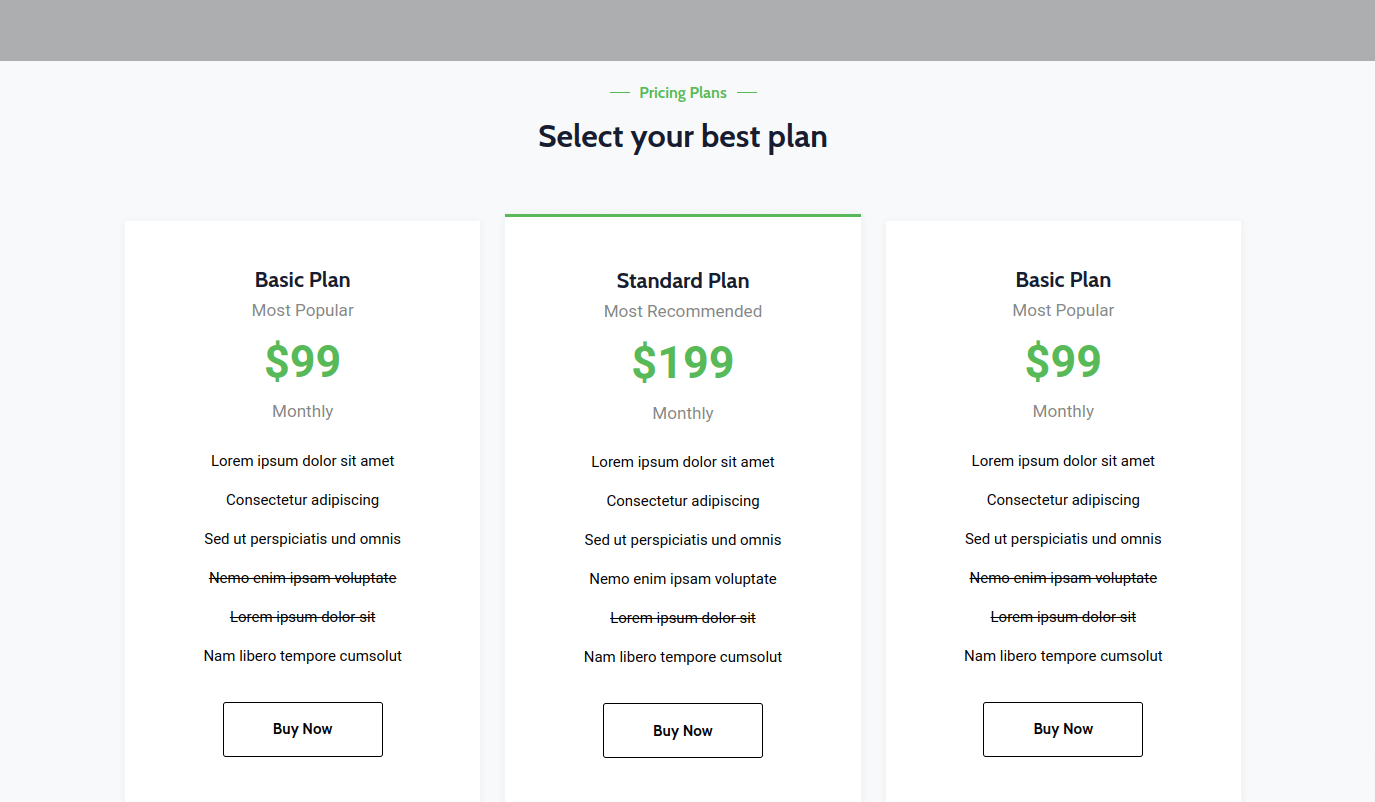 Pricing Plans
Select your best plan
Basic Plan
Most Popular
$99
Monthly
Lorem ipsum dolor sit amet
Consectetur adipiscing
Sed ut perspiciatis und omnis
Nemo enim ipsam voluptate
Lorem ipsum dolor sit
Nam libero tempore cumsolut
Buy Now
Standard Plan
Most Recommended
$199
Monthly
Lorem ipsum dolor sit amet
Consectetur adipiscing
Sed ut perspiciatis und omnis
Nemo enim ipsam voluptate
Lorem ipsum dolor sit
Nam libero tempore cumsolut
Buy Now
Basic Plan
Most Popular
$99
Monthly
Lorem ipsum dolor sit amet
Consectetur adipiscing
Sed ut perspiciatis und omnis
Nemo enim ipsam voluptate
Lorem ipsum dolor sit
Nam libero tempore cumsolut
Buy Now